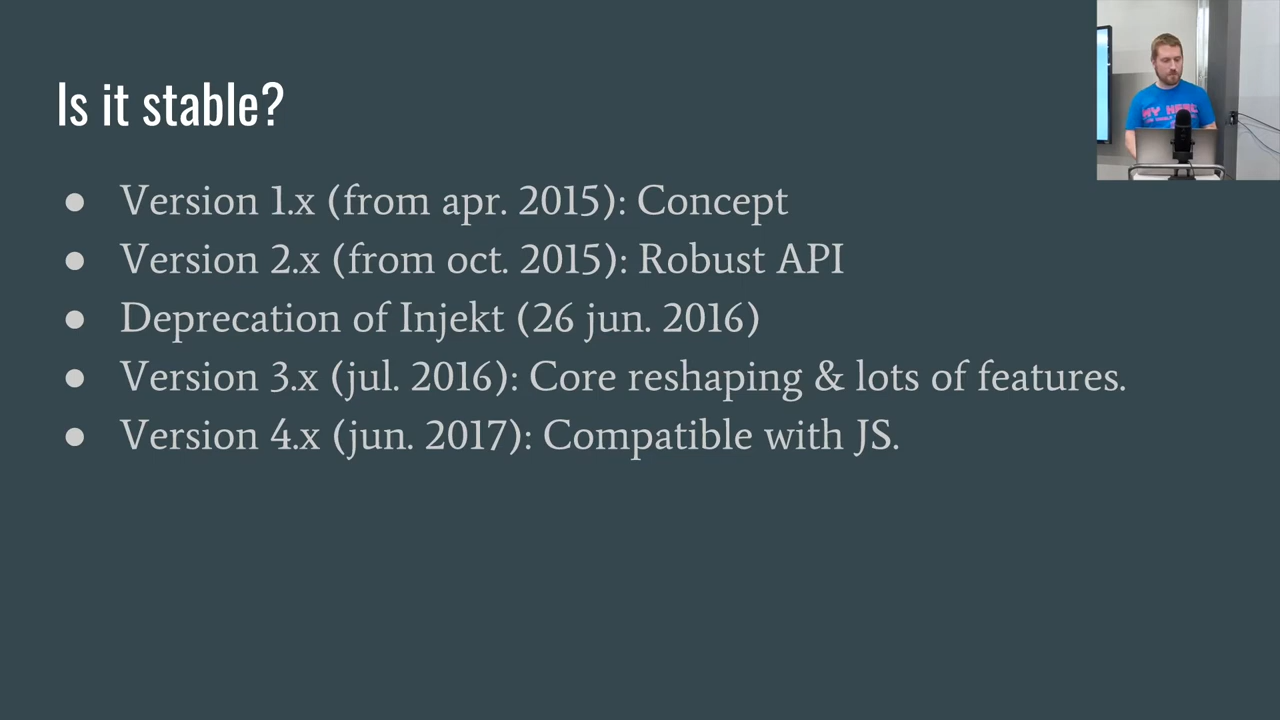 Is it stable?
● Version 1.x (from apr. 2015): Concept
● Version 2.x (from oct. 2015): Robust API
● Deprecation of Injekt (26 jun. 2016)
● Version 3.x (jul. 2016): Core reshaping & lots of features.
● Version 4.x (jun. 2017): Compatible with JS.
MY HERO